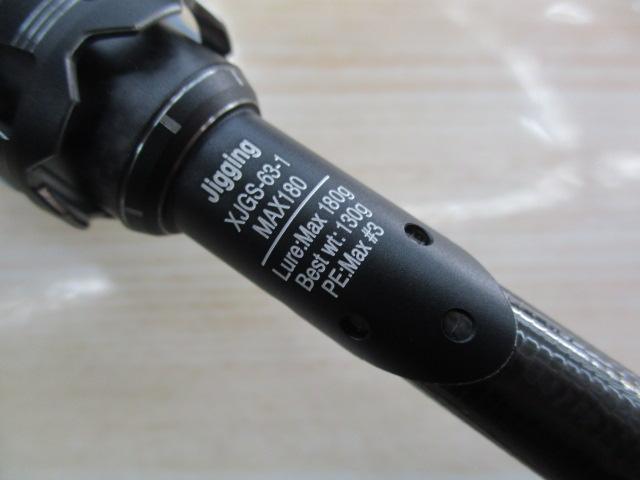 Jigging
XJGS-63-1
MAX180
Lure:Max 180g
Best wt: 130g
PE:Max #3